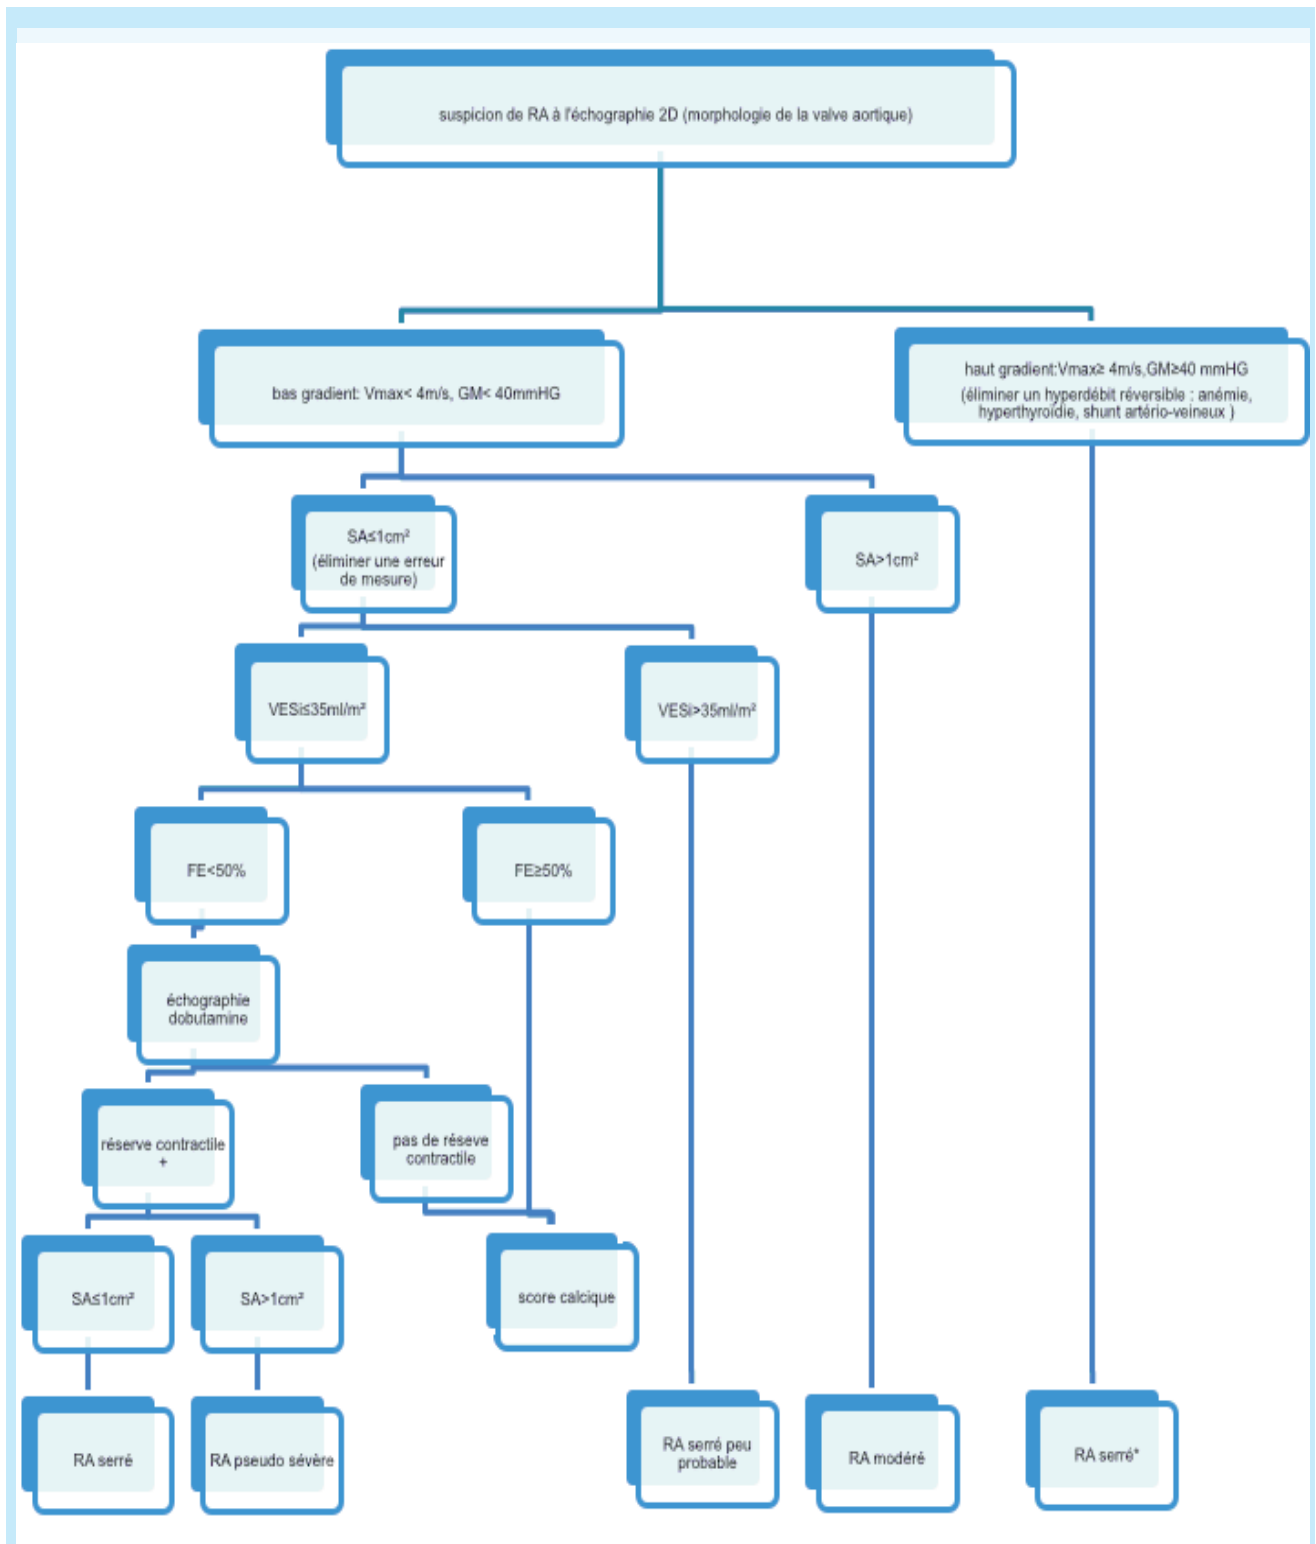 suspicion de RA à l'échographie 2D (morphologie de la valve aortique)
bas gradient: Vmax< 4m/s, GM< 40mmHG
haut gradient:Vmax≥ 4m/s,GM≥40 mmHG
(éliminer un hyperdébit réversible : anémie,
hyperthyroïdie, shunt artério-veineux )
SA≤1cm²
(éliminer une erreur
de mesure)
SA>1cm²
VESi≤35ml/m²
VESi>35ml/m²
FE<50%
FE≥50%
échographie
dobutamine
réserve contractile
+
pas de réseve
contractile
SA≤1cm²
SA>1cm²
score calcique
RA serré
RA pseudo sévère
RA serré peu
probable
RA modéré
RA serré*